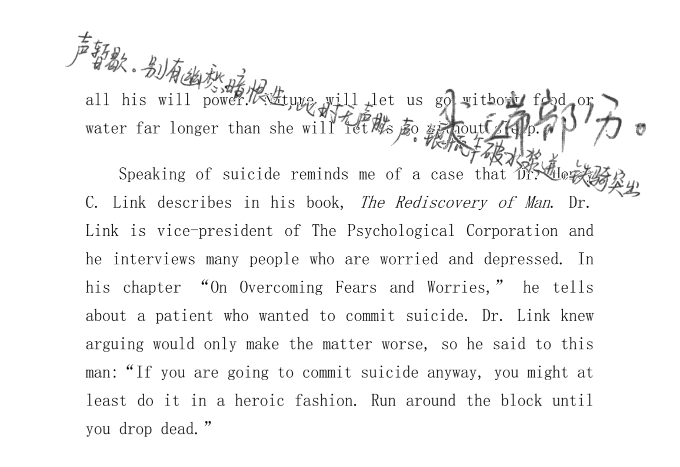 声暂歇。别有幽愁暗恨生，此时无声胜声。银瓶乍破水浆迸，铁骑突出
端部
all his will power. Nature will let us go without food or
water far longer than she will let us go without sleep.
Speaking of suicide reminds me of a case that Dr.
C. Link describes in his book, The Rediscovery of Man. Dr.
Link is vice-president of The Psychological Corporation and
he interviews many people who are worried and depressed. In
his chapter “On Overcoming Fears and Worries,” he tells
about a patient who wanted to commit suicide. Dr. Link knew
arguing would only make the matter worse, so he said to this
man: “If you are going to commit suicide anyway, you might at
least do it in a heroic fashion. Run around the block until
you drop dead.”